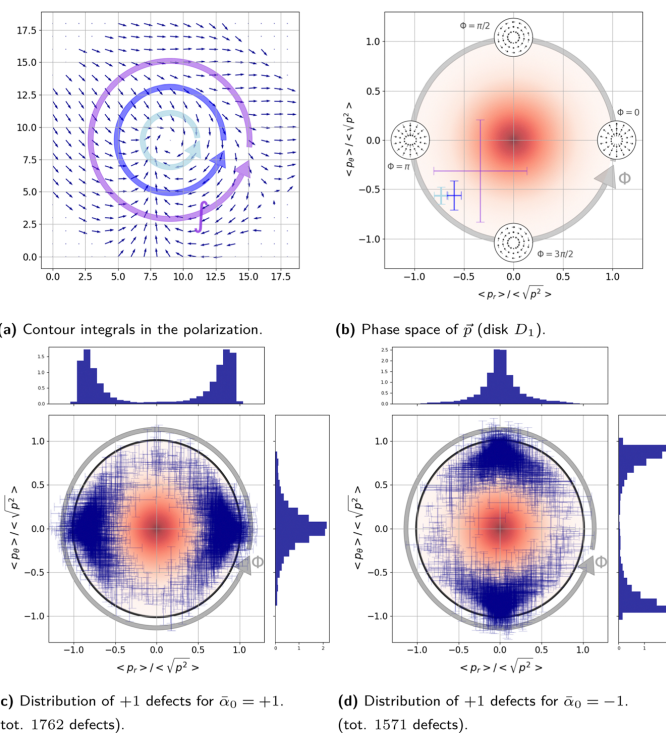 17.5
15.0
12.5
10.0
7.5
5.0
2.5
0.0
0.0 2.5 5.0 7.5 10.0 12.5 15.0 17.5
∫
(a) Contour integrals in the polarization.
1.0
0.5
0.0
−0.5
−1.0
−1.0 −0.5 0.0 0.5 1.0
< p_θ > / < √p² >
< p_r > / < √p² >
Φ = π/2
Φ = 0
Φ = π
Φ = 3π/2
Φ
(b) Phase space of p⃗ (disk D₁).
1.5
1.0
0.5
0.0
1.0
0.5
0.0
−0.5
−1.0
−1.0 −0.5 0.0 0.5 1.0
0 1 2
< p_θ > / < √p² >
< p_r > / < √p² >
Φ
c) Distribution of +1 defects for ᾱ₀ = +1.
tot. 1762 defects).
2.5
2.0
1.5
1.0
0.5
0.0
1.0
0.5
0.0
−0.5
−1.0
−1.0 −0.5 0.0 0.5 1.0
0 1
< p_θ > / < √p² >
< p_r > / < √p² >
Φ
(d) Distribution of +1 defects for ᾱ₀ = −1.
(tot. 1571 defects).